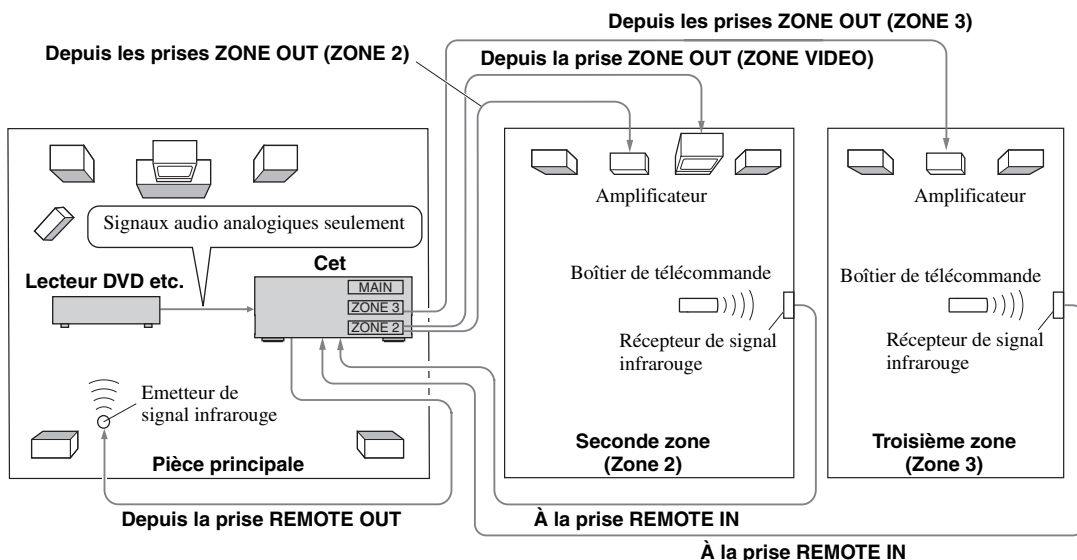 Depuis les prises ZONE OUT (ZONE 3)
Depuis les prises ZONE OUT (ZONE 2)
Depuis la prise ZONE OUT (ZONE VIDEO)
Signaux audio analogiques seulement
Lecteur DVD etc.
Cet
MAIN
ZONE 3
ZONE 2
Emetteur de
signal infrarouge
Pièce principale
Amplificateur
Boîtier de télécommande
Récepteur de signal
infrarouge
Seconde zone
(Zone 2)
Amplificateur
Boîtier de télécommande
Récepteur de signal
infrarouge
Troisième zone
(Zone 3)
Depuis la prise REMOTE OUT
À la prise REMOTE IN
À la prise REMOTE IN